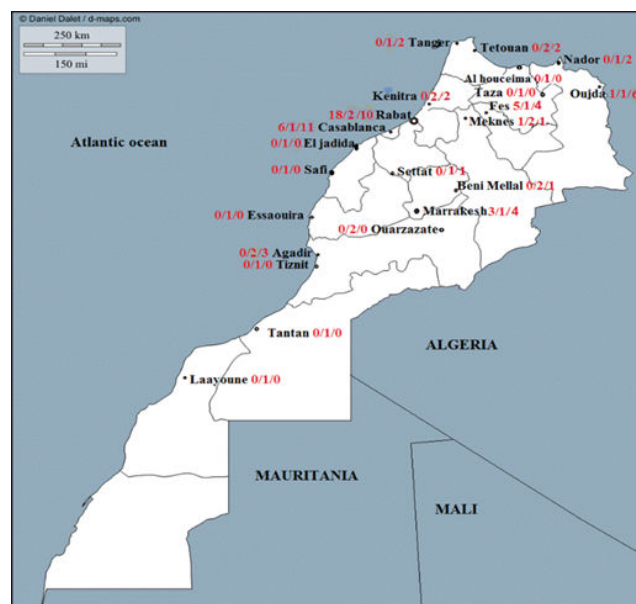 © Daniel Dalet / d-maps.com
250 km
150 mi
0/1/2 Tanger
Tetouan 0/2/2
Nador 0/1/2
Al houceima 0/1/0
Taza 0/1/0
Oujda 1/1/6
Kenitra 0/2/2
Fes 5/1/4
18/2/10 Rabat
Meknes 1/2/1
6/1/11 Casablanca
Atlantic ocean
0/1/0 El jadida
0/1/0 Safi
Settat 0/1/1
Beni Mellal 0/2/1
0/1/0 Essaouira
Marrakesh 3/1/4
0/2/0 Ouarzazate
0/2/3 Agadir
0/1/0 Tiznit
Tantan 0/1/0
ALGERIA
Laayoune 0/1/0
MAURITANIA
MALI